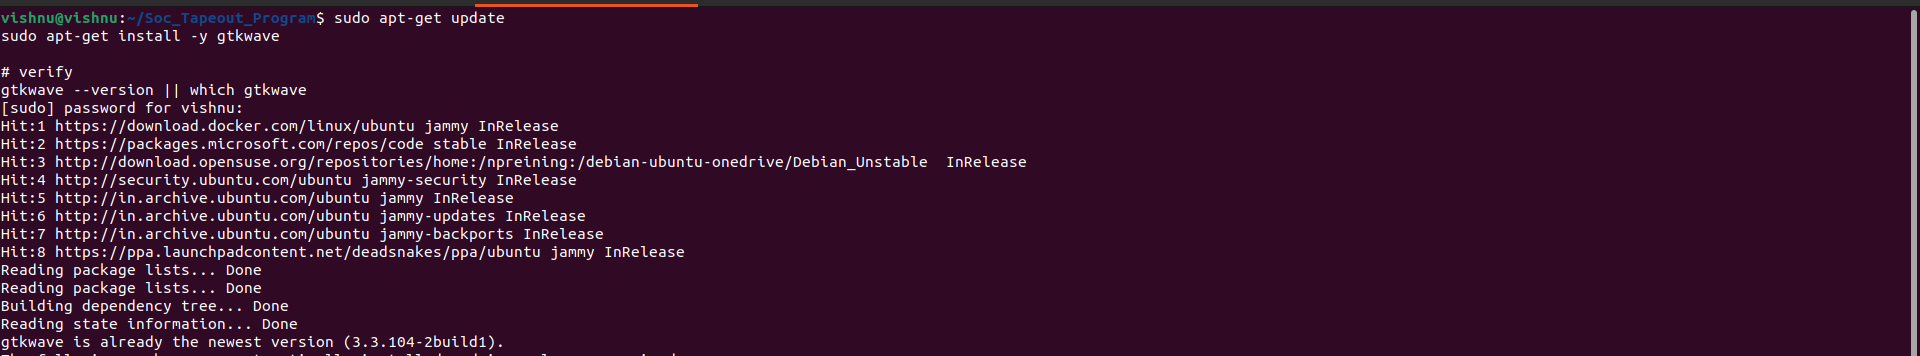 vishnu@vishnu:~/Soc_Tapeout_Program$ sudo apt-get update
sudo apt-get install -y gtkwave
# verify
gtkwave --version || which gtkwave
[sudo] password for vishnu:
Hit:1 https://download.docker.com/linux/ubuntu jammy InRelease
Hit:2 https://packages.microsoft.com/repos/code stable InRelease
Hit:3 http://download.opensuse.org/repositories/home:/npreining:/debian-ubuntu-onedrive/Debian_Unstable  InRelease
Hit:4 http://security.ubuntu.com/ubuntu jammy-security InRelease
Hit:5 http://in.archive.ubuntu.com/ubuntu jammy InRelease
Hit:6 http://in.archive.ubuntu.com/ubuntu jammy-updates InRelease
Hit:7 http://in.archive.ubuntu.com/ubuntu jammy-backports InRelease
Hit:8 https://ppa.launchpadcontent.net/deadsnakes/ppa/ubuntu jammy InRelease
Reading package lists... Done
Reading package lists... Done
Building dependency tree... Done
Reading state information... Done
gtkwave is already the newest version (3.3.104-2build1).